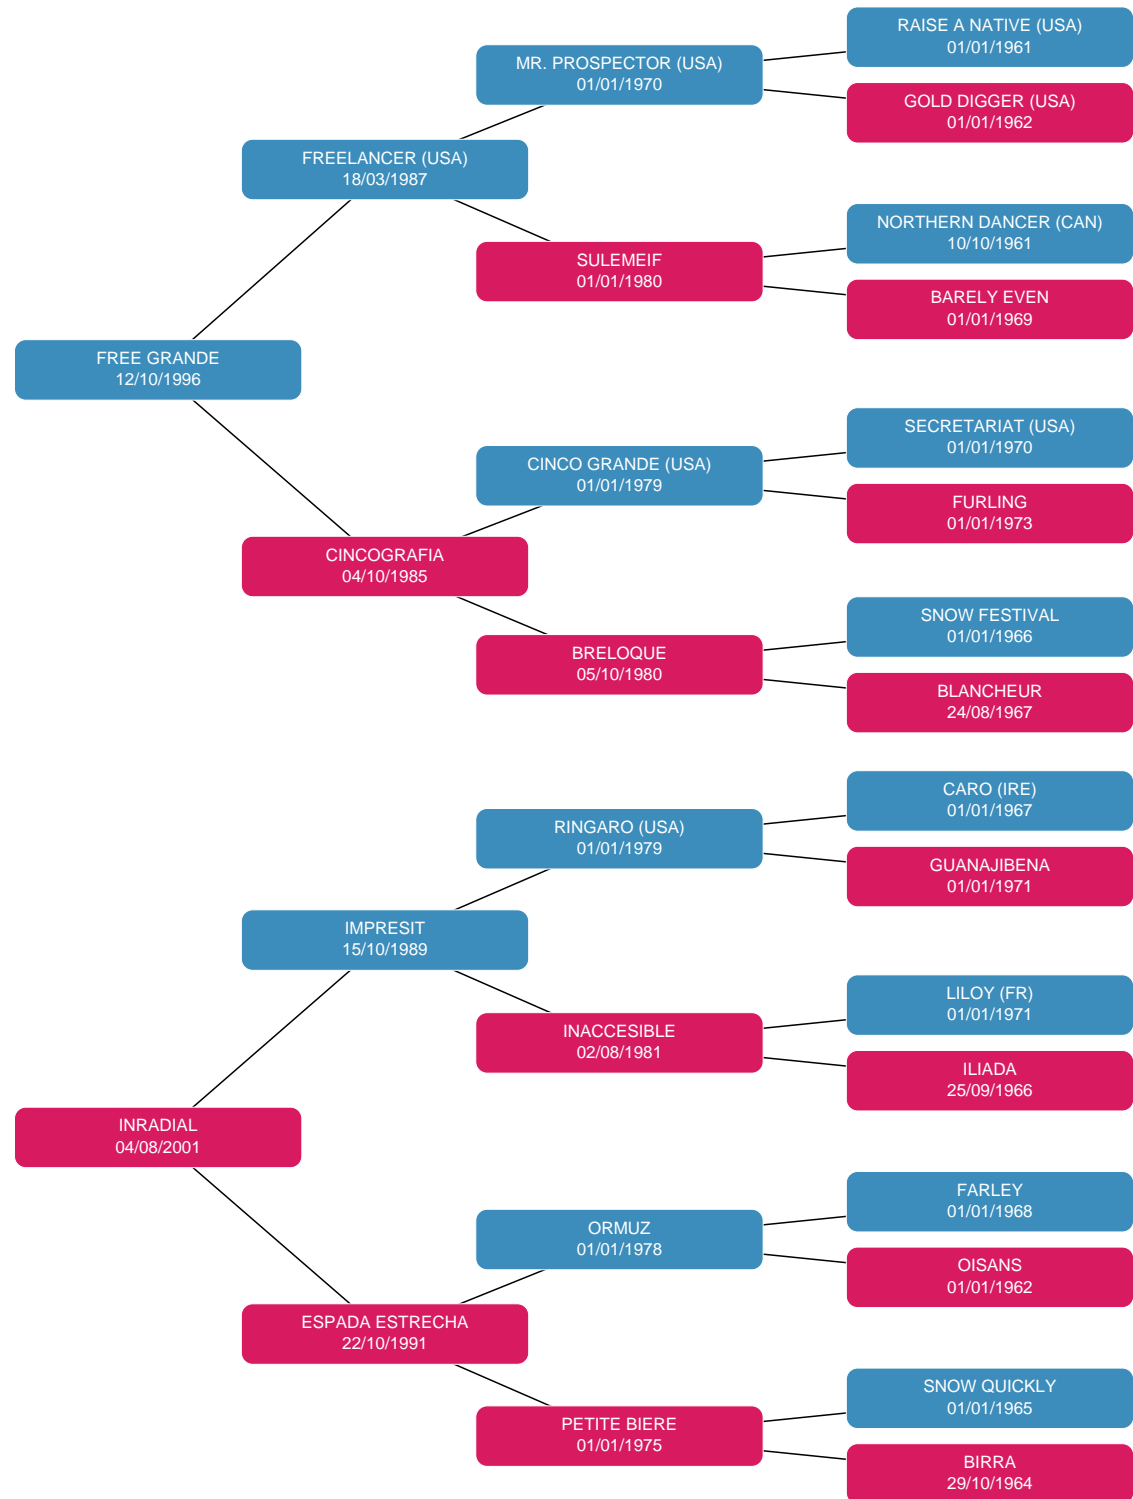 RAISE A NATIVE (USA)
01/01/1961
MR. PROSPECTOR (USA)
01/01/1970
GOLD DIGGER (USA)
01/01/1962
FREELANCER (USA)
18/03/1987
NORTHERN DANCER (CAN)
10/10/1961
SULEMEIF
01/01/1980
BARELY EVEN
01/01/1969
FREE GRANDE
12/10/1996
SECRETARIAT (USA)
01/01/1970
CINCO GRANDE (USA)
01/01/1979
FURLING
01/01/1973
CINCOGRAFIA
04/10/1985
SNOW FESTIVAL
01/01/1966
BRELOQUE
05/10/1980
BLANCHEUR
24/08/1967
CARO (IRE)
01/01/1967
RINGARO (USA)
01/01/1979
GUANAJIBENA
01/01/1971
IMPRESIT
15/10/1989
LILOY (FR)
01/01/1971
INACCESIBLE
02/08/1981
ILIADA
25/09/1966
INRADIAL
04/08/2001
FARLEY
01/01/1968
ORMUZ
01/01/1978
OISANS
01/01/1962
ESPADA ESTRECHA
22/10/1991
SNOW QUICKLY
01/01/1965
PETITE BIERE
01/01/1975
BIRRA
29/10/1964